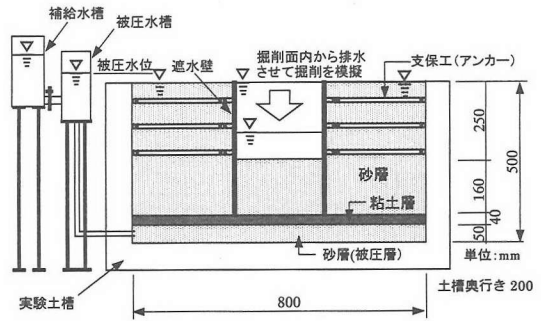 補給水槽
被圧水槽
被圧水位
遮水壁
掘削面内から排水
させて掘削を模擬
支保工(アンカー)
250
500
砂層
160
粘土層
40
50
砂層(被圧層)
単位:mm
土槽奥行き 200
実験土槽
800